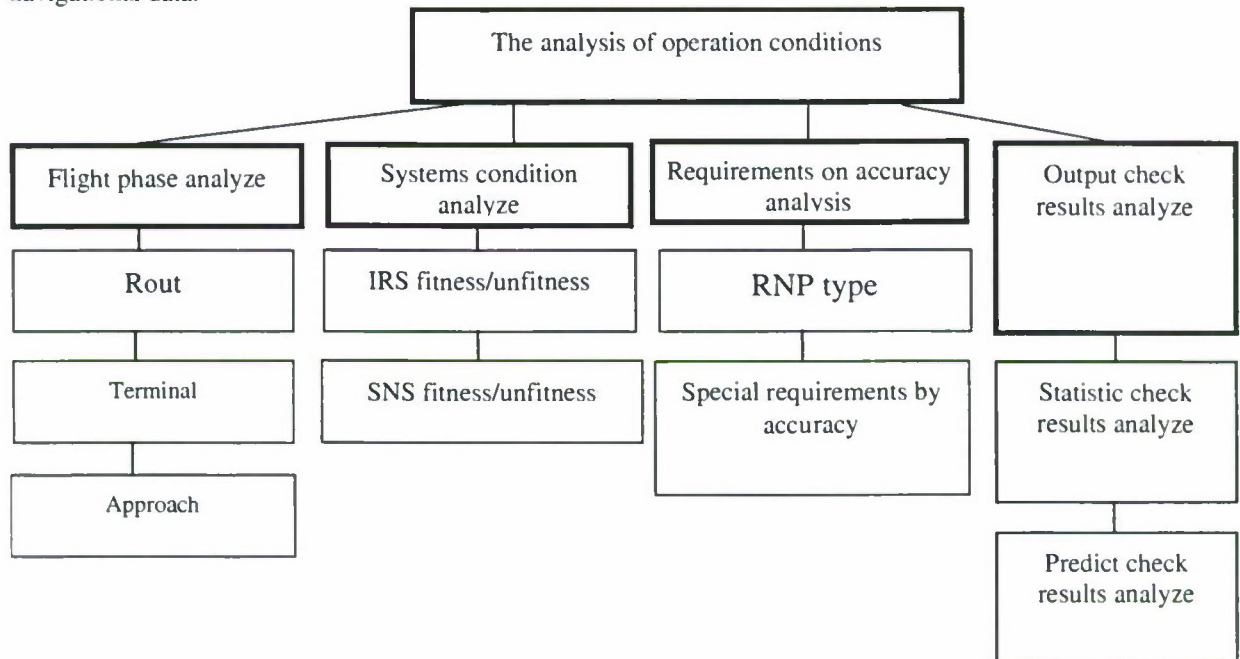 The analysis of operation conditions
Flight phase analyze
Rout
Terminal
Approach
Systems condition
analyze
IRS fitness/unfitness
SNS fitness/unfitness
Requirements on accuracy
analysis
RNP type
Special requirements by
accuracy
Output check
results analyze
Statistic check
results analyze
Predict check
results analyze